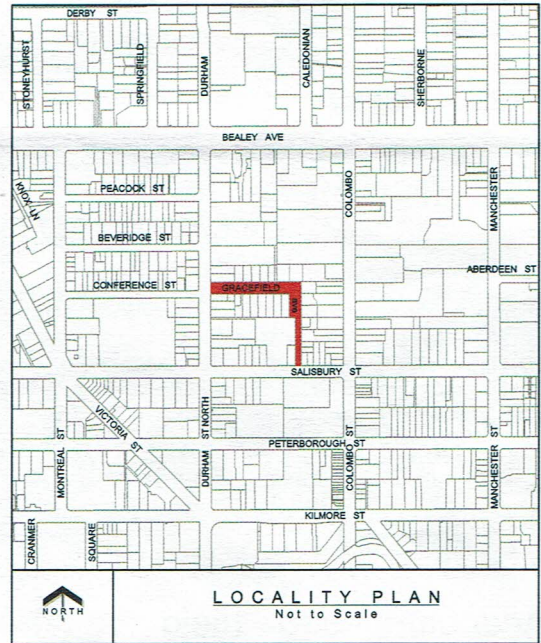 DERBY ST
STONEYHURST
SPRINGFIELD
DURHAM
CALEDONIAN
SHERBORNE
BEALEY AVE
KNOX LN
PEACOCK ST
COLOMBO
MANCHESTER
BEVERIDGE ST
ABERDEEN ST
CONFERENCE ST
GRACEFIELD
AVE
SALISBURY ST
VICTORIA ST
MONTREAL ST
DURHAM ST NORTH
PETERBOROUGH ST
COLOMBO ST
MANCHESTER ST
KILMORE ST
CRANMER
SQUARE
NORTH
LOCALITY PLAN
Not to Scale